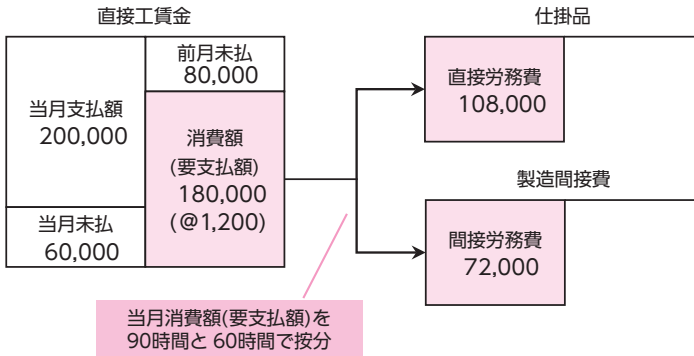 直接工賃金
仕掛品
前月未払
80,000
当月支払額
200,000
消費額
(要支払額)
180,000
(@1,200)
当月未払
60,000
直接労務費
108,000
製造間接費
間接労務費
72,000
当月消費額(要支払額)を
90時間と60時間で按分